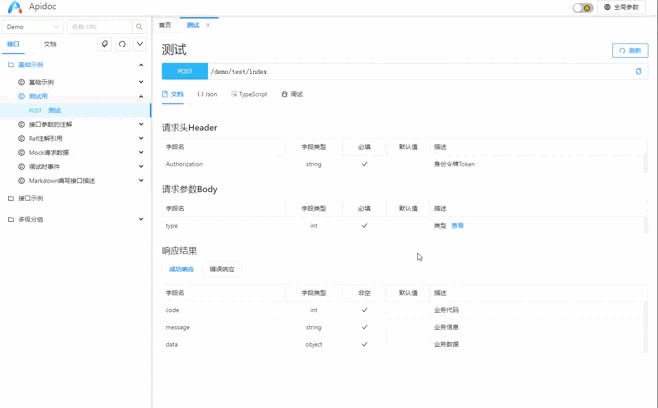 Apidoc
全局参数
Demo
名称/URL
首页
测试
接口
文档
基础示例
基础示例
测试用
POST 测试
接口参数的注解
Ref注解引用
Mock请求数据
调试时事件
Markdown编写接口描述
接口示例
多级分组
测试
刷新
POST /demo/test/index
文档 Json TypeScript 调试
请求头Header
字段名 字段类型 必填 默认值 描述
Authorization string 身份令牌Token
请求参数Body
字段名 字段类型 必填 默认值 描述
type int 类型 查看
响应结果
成功响应 错误响应
字段名 字段类型 非空 默认值 描述
code int 业务代码
message string 业务信息
data object 业务数据